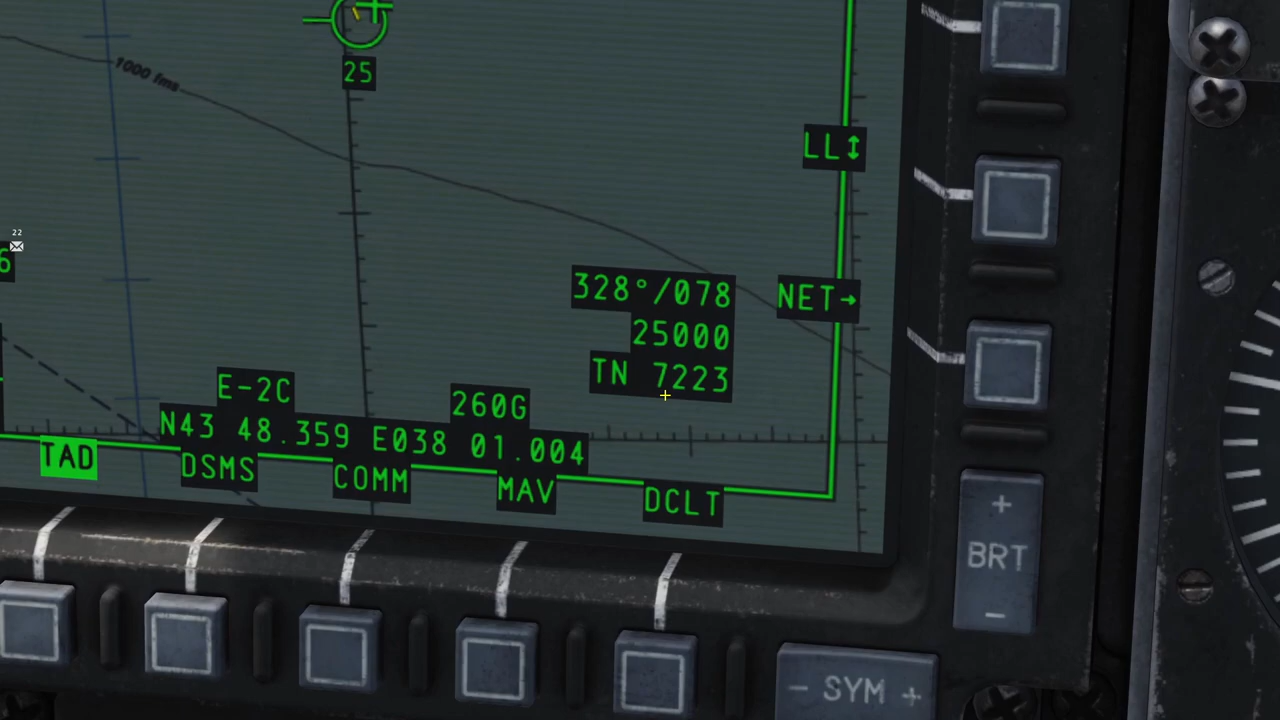 25
1000 fms
LL↕
22
6
328°/078
NET→
25000
TN 7223
E-2C
260G
N43 48.359 E038 01.004
TAD
DSMS
COMM
MAV
DCLT
+
BRT
-
- SYM +